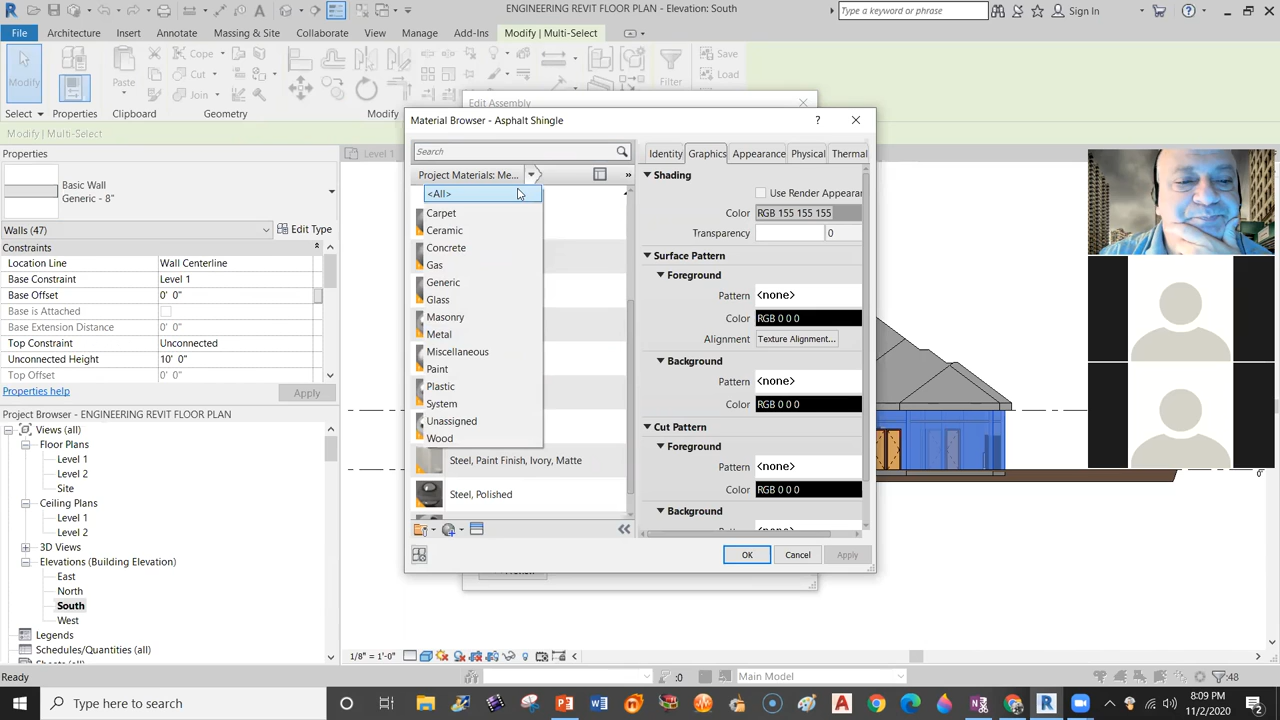 ENGINEERING REVIT FLOOR PLAN - Elevation: South
Type a keyword or phrase
Sign In
File
Architecture
Insert
Annotate
Massing & Site
Collaborate
View
Manage
Add-Ins
Modify | Multi-Select
Modify
Properties
Paste
Cope
Cut
Join
Filter
Save
Load
Select
Properties
Clipboard
Geometry
Modify
Modify | Multi-Select
Edit Assembly
Properties
Level 1
Basic Wall
Generic - 8"
Walls (47)
Edit Type
Constraints
Location Line
Wall Centerline
Base Constraint
Level 1
Base Offset
0' 0"
Base is Attached
Base Extension Distance
0' 0"
Top Constraint
Unconnected
Unconnected Height
10' 0"
Top Offset
0' 0"
Properties help
Apply
Project Browser - ENGINEERING REVIT FLOOR PLAN
Views (all)
Floor Plans
Level 1
Level 2
Site
Ceiling Plans
Level 1
Level 2
3D Views
Elevations (Building Elevation)
East
North
South
West
Legends
Schedules/Quantities (all)
Sheets (all)
Material Browser - Asphalt Shingle
Search
Project Materials: Me...
<All>
Carpet
Ceramic
Concrete
Gas
Generic
Glass
Masonry
Metal
Miscellaneous
Paint
Plastic
System
Unassigned
Wood
Steel, Paint Finish, Ivory, Matte
Steel, Polished
Identity
Graphics
Appearance
Physical
Thermal
Shading
Use Render Appearar
Color
RGB 155 155 155
Transparency
0
Surface Pattern
Foreground
Pattern
<none>
Color
RGB 0 0 0
Alignment
Texture Alignment...
Background
Pattern
<none>
Color
RGB 0 0 0
Cut Pattern
Foreground
Pattern
<none>
Color
RGB 0 0 0
Background
<none>
OK
Cancel
Apply
1/8" = 1'-0"
Ready
:0
Main Model
:48
Type here to search
8:09 PM
11/2/2020
2